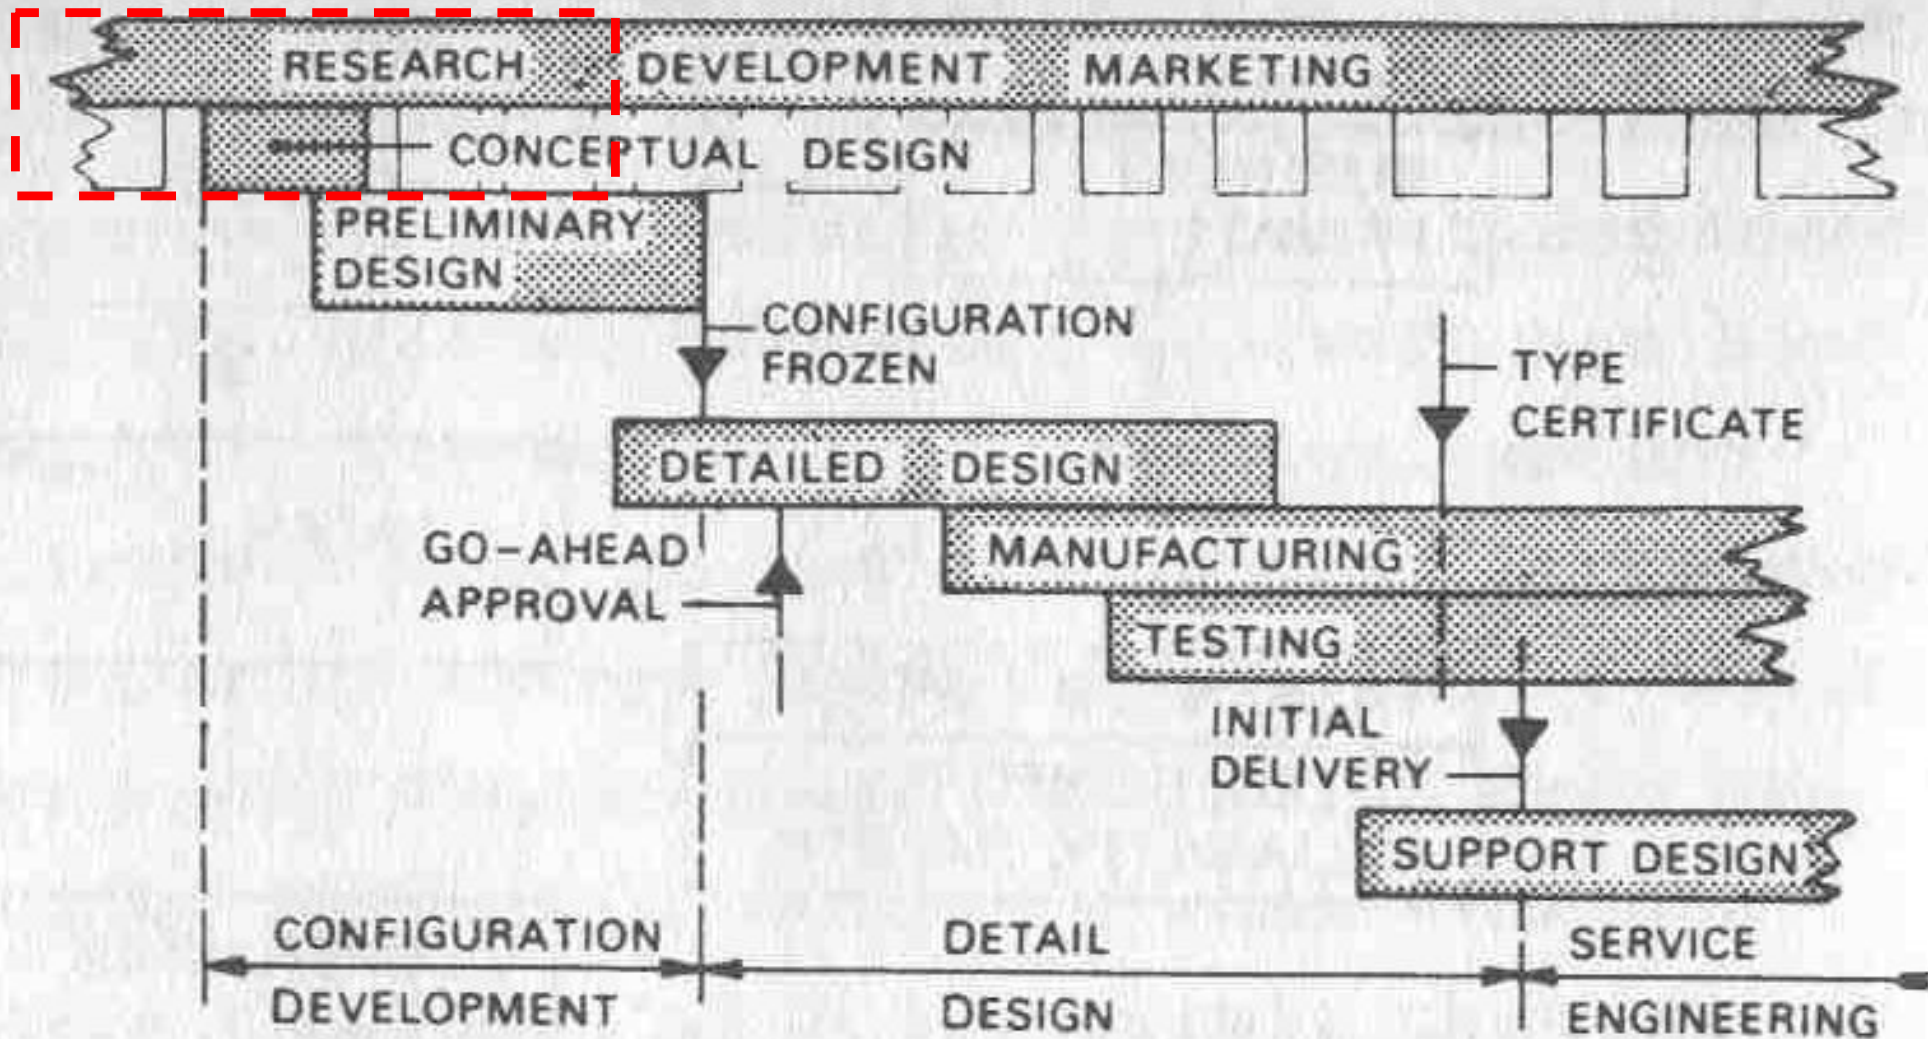 RESEARCH DEVELOPMENT MARKETING
CONCEPTUAL DESIGN
PRELIMINARY
DESIGN
CONFIGURATION
FROZEN
TYPE
CERTIFICATE
DETAILED DESIGN
GO-AHEAD
APPROVAL
MANUFACTURING
TESTING
INITIAL
DELIVERY
SUPPORT DESIGN
CONFIGURATION
DEVELOPMENT
DETAIL
DESIGN
SERVICE
ENGINEERING